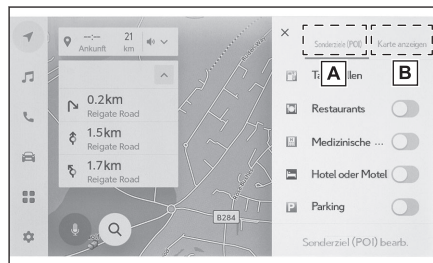 --:--
21
Ankunft
km
0.2km
Reigate Road
1.5km
Reigate Road
1.7km
Reigate Road
B284
Sonderziele (POI)
Karte anzeigen
A
B
Restaurants
Medizinische ...
Hotel oder Motel
Parking
Sonderziel (POI) bearb.